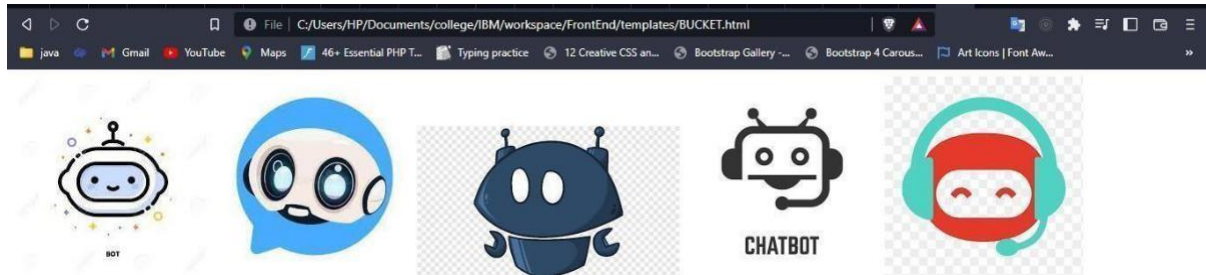 File | C:/Users/HP/Documents/college/IBM/workspace/FrontEnd/templates/BUCKET.html
java Gmail YouTube Maps 46+ Essential PHP T... Typing practice 12 Creative CSS an... Bootstrap Gallery -... Bootstrap 4 Carous... Art Icons | Font Aw... »
BOT
CHATBOT